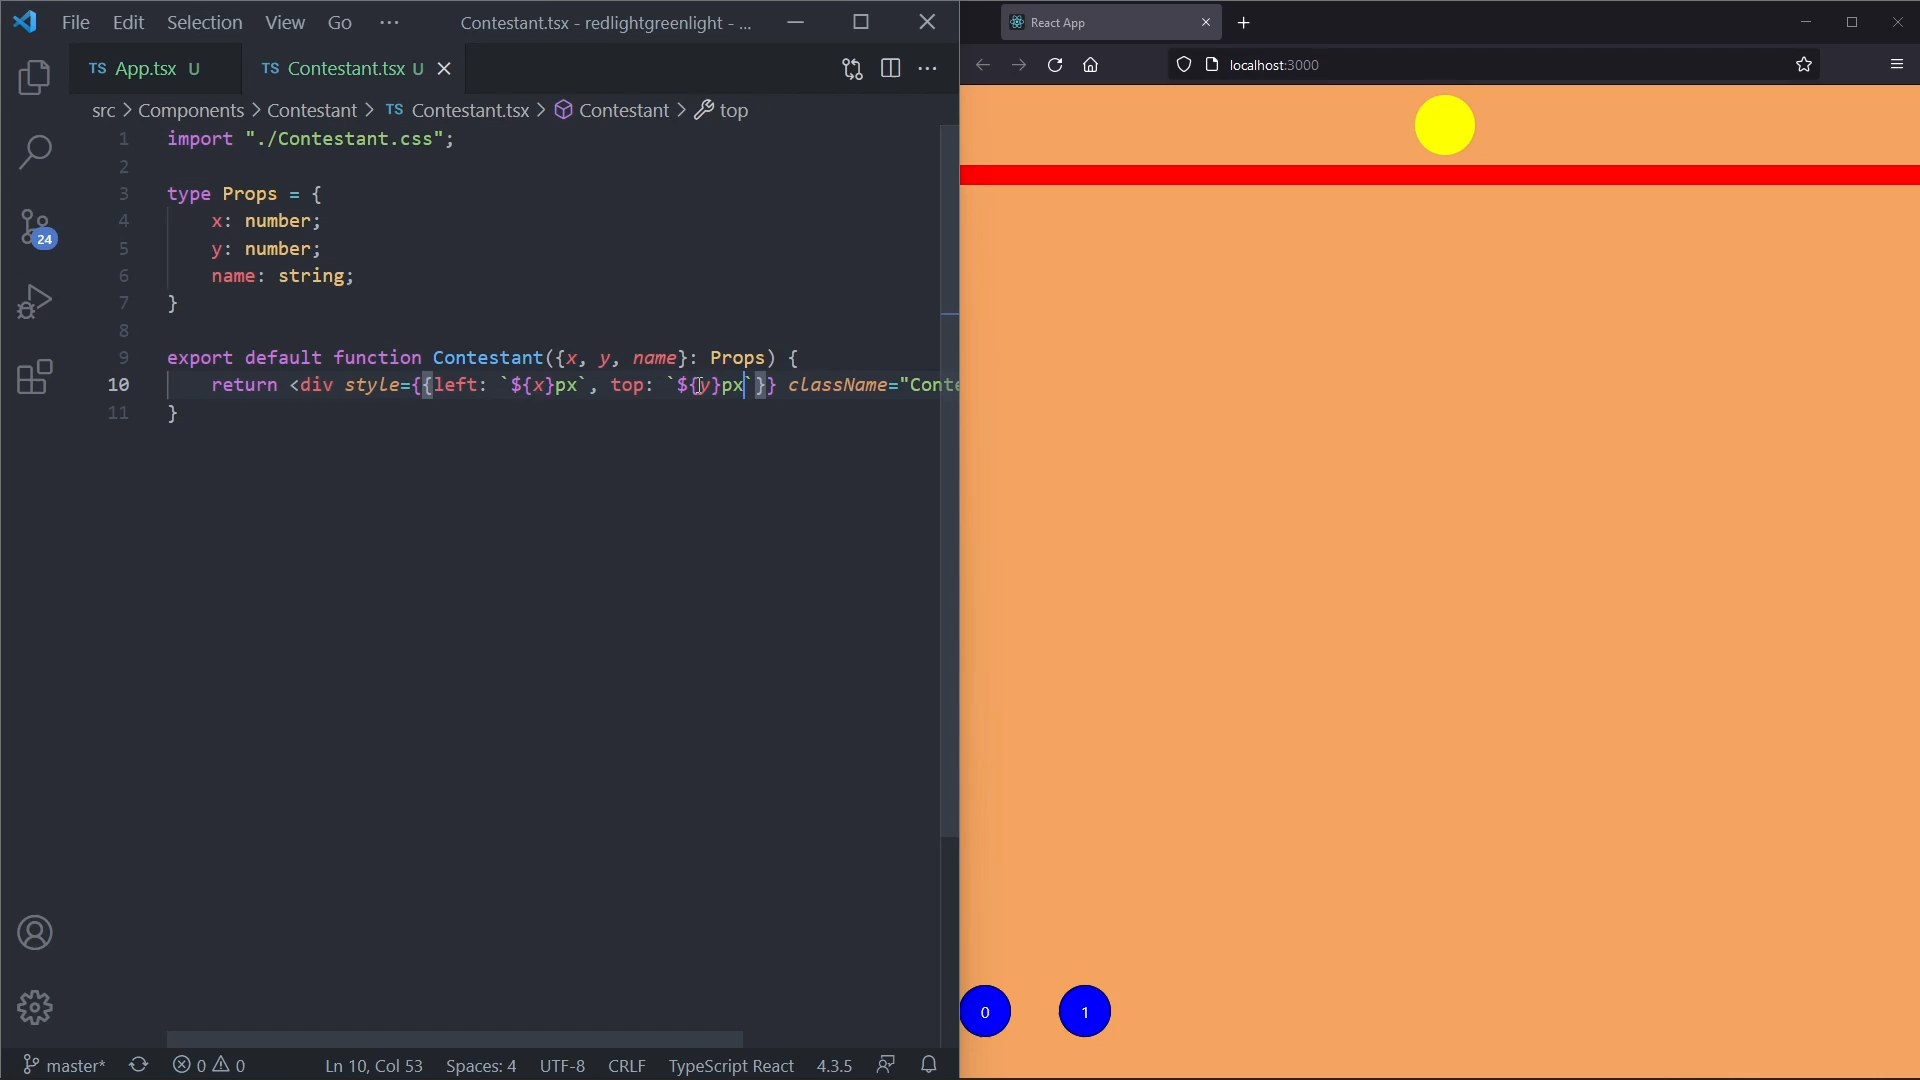 File Edit Selection View Go ··· Contestant.tsx - redlightgreenlight - ...
TS App.tsx U TS Contestant.tsx U
src > Components > Contestant > TS Contestant.tsx > Contestant > top
1 import "./Contestant.css";
2
3 type Props = {
4 x: number;
5 y: number;
6 name: string;
7 }
8
9 export default function Contestant({x, y, name}: Props) {
10 return <div style={{left: `${x}px`, top: `${y}px`}} className="Conte
11 }
24
master* 0 0 Ln 10, Col 53 Spaces: 4 UTF-8 CRLF TypeScript React 4.3.5
React App
localhost:3000
0 1